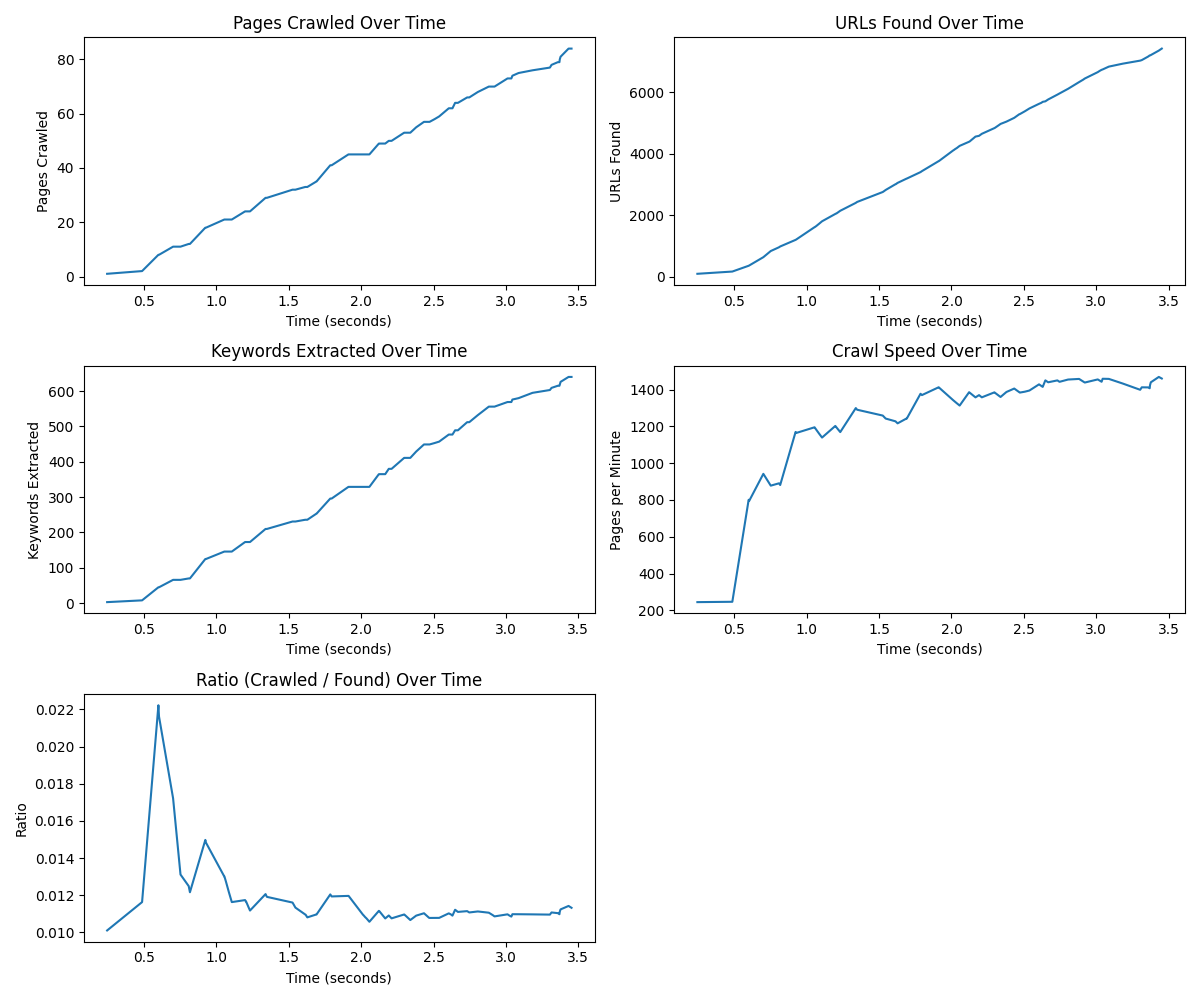 Pages Crawled Over Time
Pages Crawled
80
60
40
20
0
0.5 1.0 1.5 2.0 2.5 3.0 3.5
Time (seconds)
URLs Found Over Time
URLs Found
6000
4000
2000
0
0.5 1.0 1.5 2.0 2.5 3.0 3.5
Time (seconds)
Keywords Extracted Over Time
Keywords Extracted
600
500
400
300
200
100
0
0.5 1.0 1.5 2.0 2.5 3.0 3.5
Time (seconds)
Crawl Speed Over Time
Pages per Minute
1400
1200
1000
800
600
400
200
0.5 1.0 1.5 2.0 2.5 3.0 3.5
Time (seconds)
Ratio (Crawled / Found) Over Time
Ratio
0.022
0.020
0.018
0.016
0.014
0.012
0.010
0.5 1.0 1.5 2.0 2.5 3.0 3.5
Time (seconds)